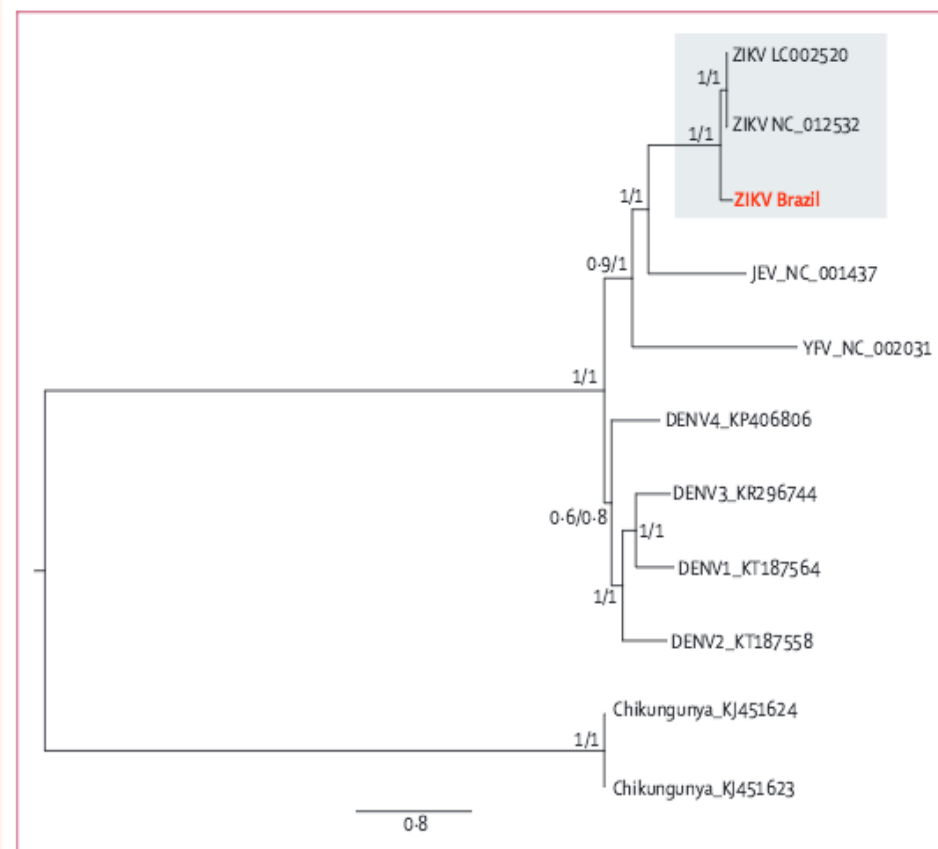 ZIKV LC002520
1/1
ZIKV NC_012532
1/1
ZIKV Brazil
1/1
0·9/1
JEV_NC_001437
YFV_NC_002031
1/1
DENV4_KP406806
DENV3_KR296744
0·6/0·8
1/1
DENV1_KT187564
1/1
DENV2_KT187558
Chikungunya_KJ451624
1/1
Chikungunya_KJ451623
0·8